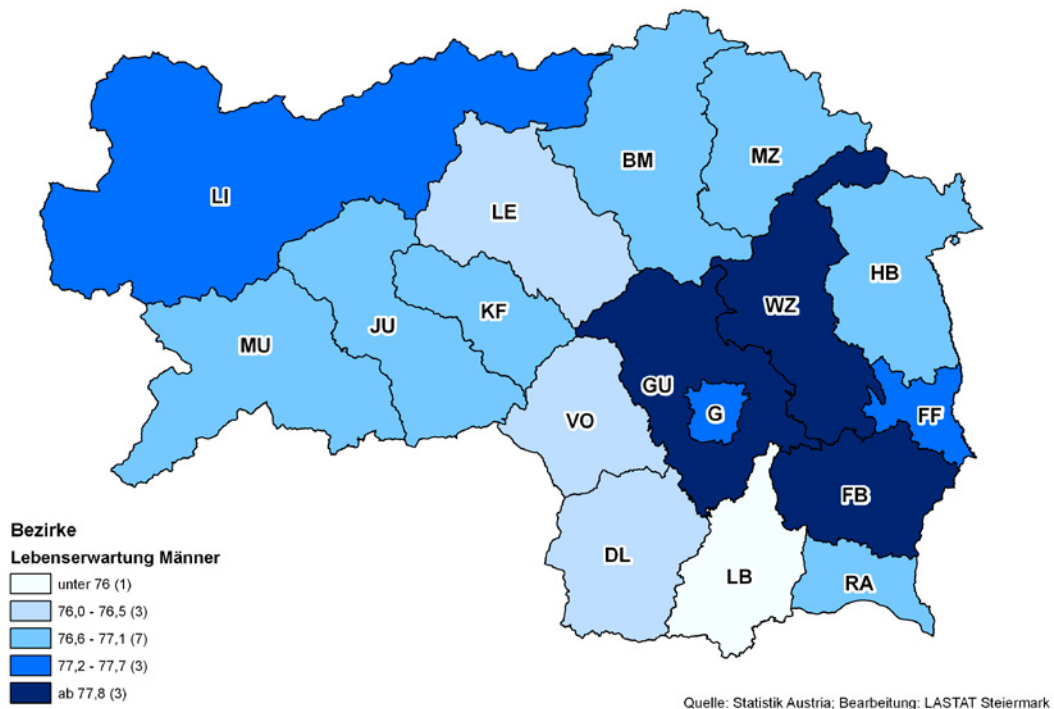 BM
MZ
LI
LE
HB
WZ
KF
JU
MU
GU
G
FF
VO
FB
DL
LB
RA
Bezirke
Lebenserwartung Männer
unter 76 (1)
76,0 - 76,5 (3)
76,6 - 77,1 (7)
77,2 - 77,7 (3)
ab 77,8 (3)
Quelle: Statistik Austria; Bearbeitung: LASTAT Steiermark